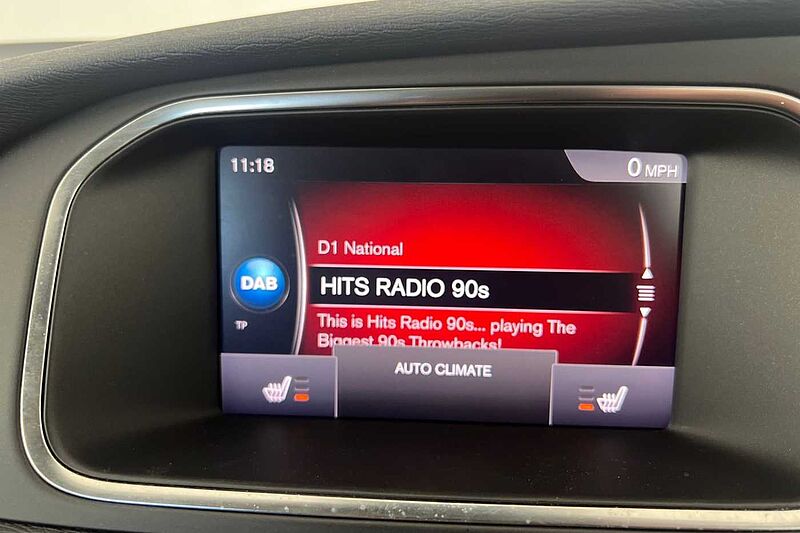 11:18
0 MPH
D1 National
DAB
HITS RADIO 90s
TP
This is Hits Radio 90s... playing The
Biggest 90s Throwbacks!
AUTO CLIMATE